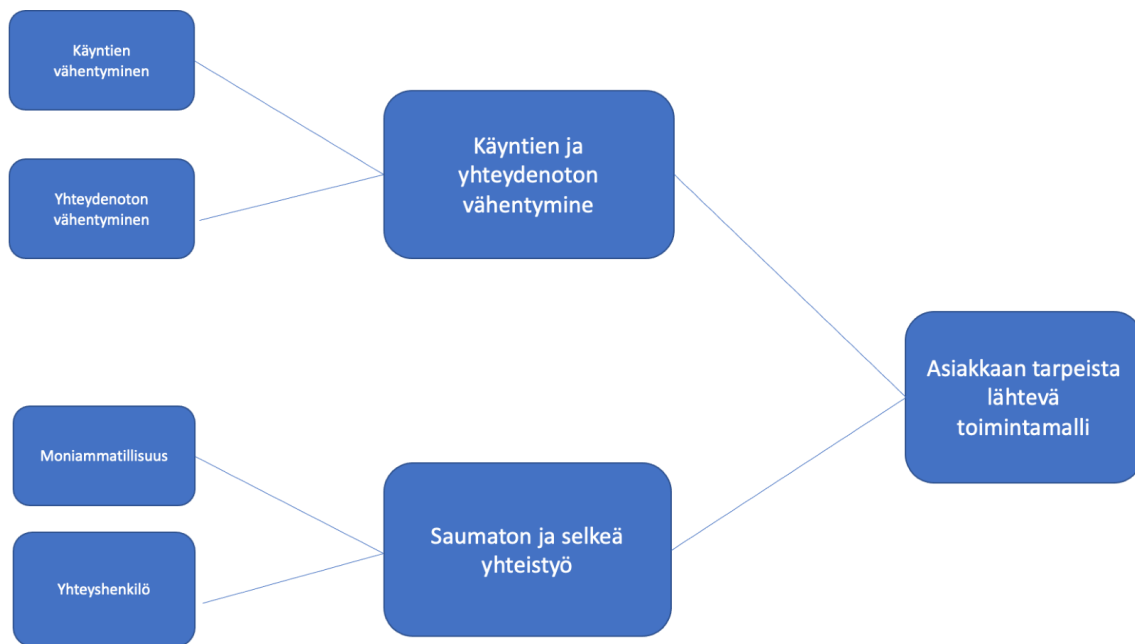 Käyntien
vähentyminen
Yhteydenoton
vähentyminen
Käyntien ja
yhteydenoton
vähentymine
Moniammatillisuus
Yhteyshenkilö
Saumaton ja selkeä
yhteistyö
Asiakkaan tarpeista
lähtevä
toimintamalli